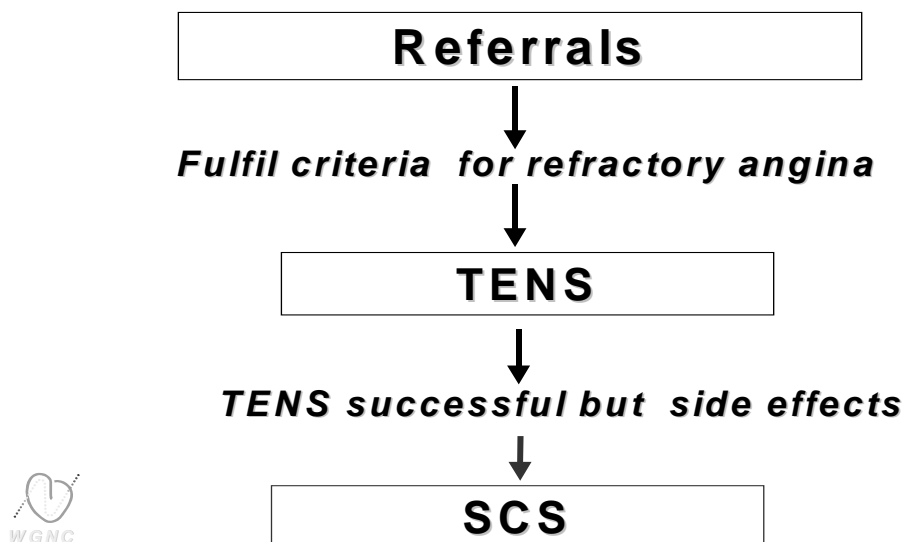 Referrals
Fulfil criteria for refractory angina
TENS
TENS successful but side effects
SCS
WGNC